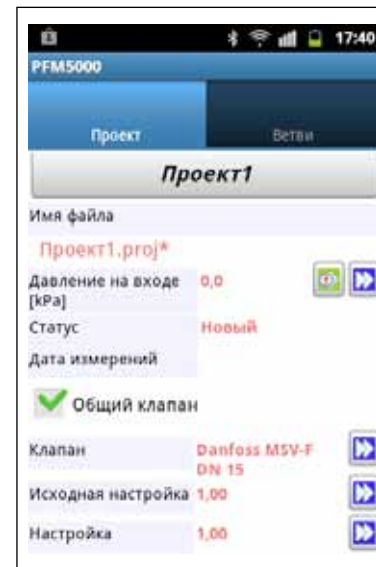 17:40
PFM5000
Проект Ветви
Проект1
Имя файла
Проект1.proj*
Давление на входе 0,0
[kPa]
Статус Новый
Дата измерений
Общий клапан
Клапан Danfoss MSV-F
DN 15
Исходная настройка 1,00
Настройка 1,00